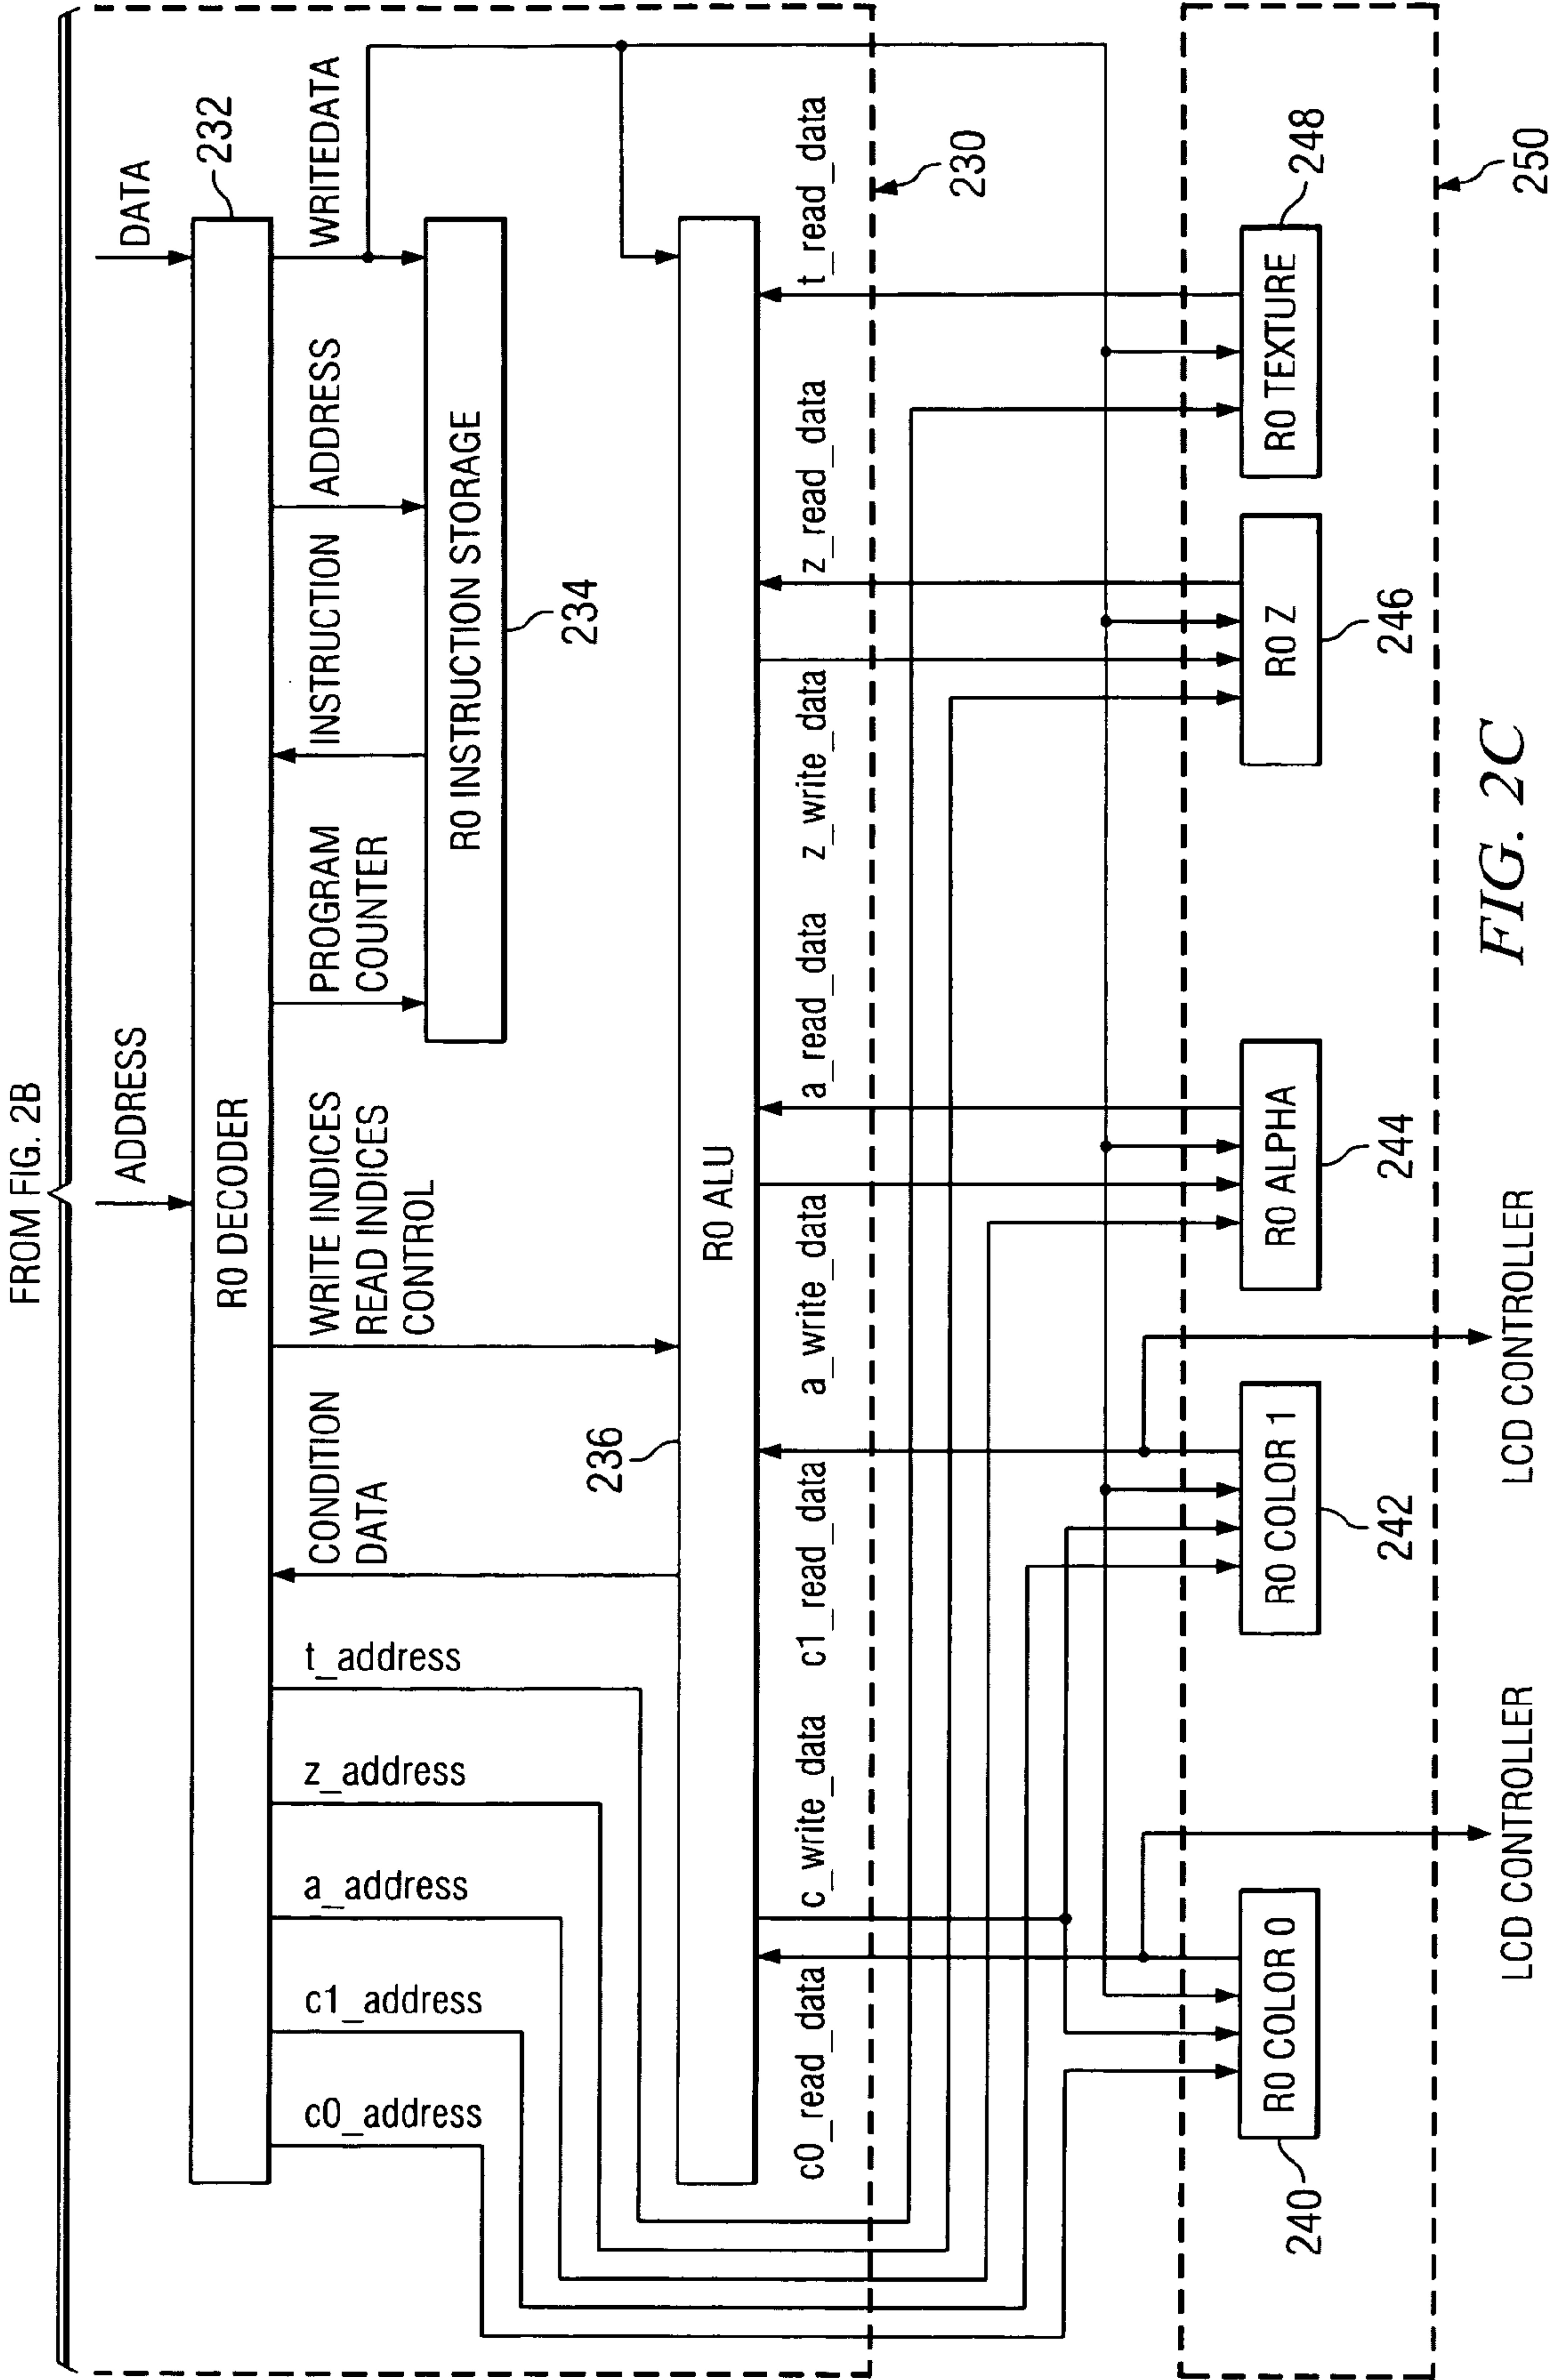 FROM FIG. 2B
ADDRESS
DATA
R0 DECODER
232
c0_address
c1_address
a_address
z_address
t_address
CONDITION
DATA
WRITE INDICES
READ INDICES
CONTROL
PROGRAM
COUNTER
INSTRUCTION
ADDRESS
WRITEDATA
R0 INSTRUCTION STORAGE
234
236
R0 ALU
c0_read_data
c_write_data
c1_read_data
a_write_data
a_read_data
z_write_data
z_read_data
t_read_data
230
240
R0 COLOR 0
R0 COLOR 1
242
R0 ALPHA
244
R0 Z
246
R0 TEXTURE
248
250
LCD CONTROLLER
LCD CONTROLLER
FIG. 2C